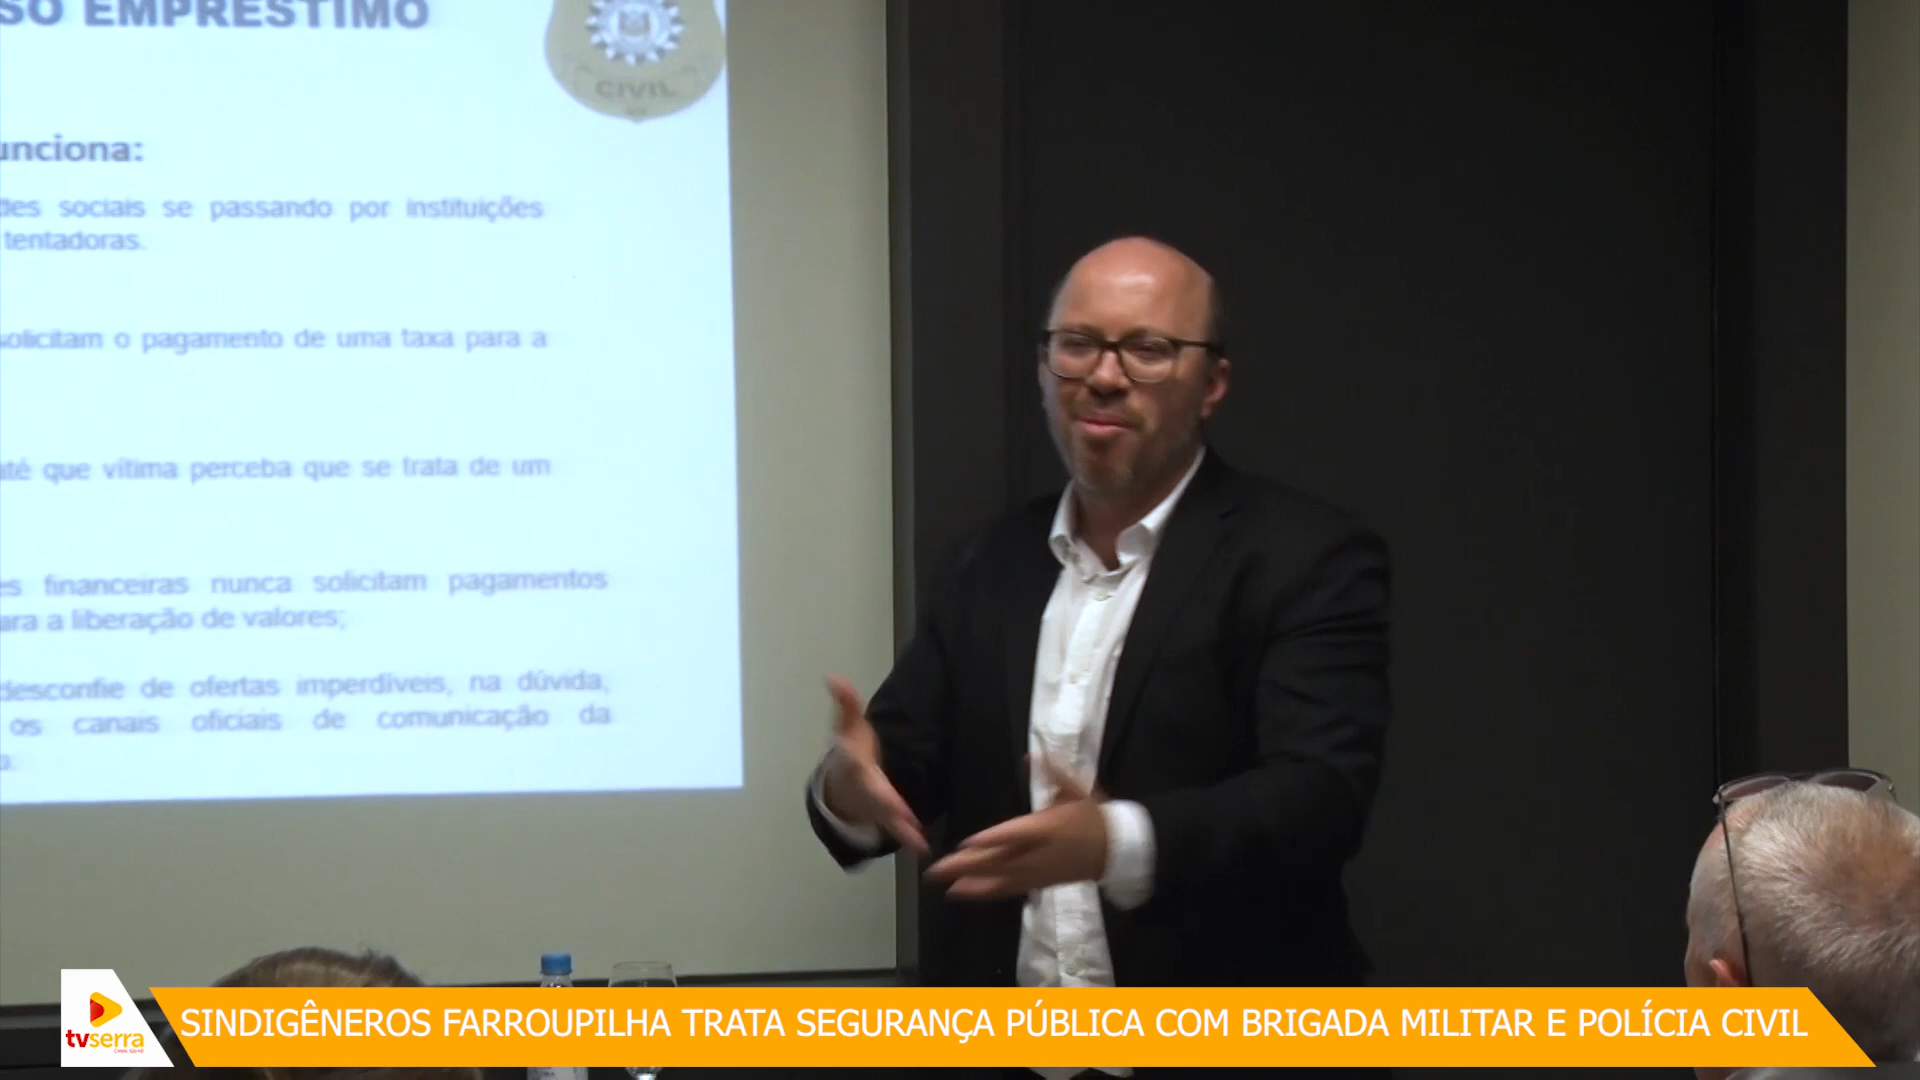 SO EMPRÉSTIMO
CIVIL
unciona:
des sociais se passando por instituições
tentadoras.
solicitam o pagamento de uma taxa para a
até que vítima perceba que se trata de um
es financeiras nunca solicitam pagamentos
ara a liberação de valores;
desconfie de ofertas imperdíveis, na dúvida,
os canais oficiais de comunicação da
o.
SINDIGÊNEROS FARROUPILHA TRATA SEGURANÇA PÚBLICA COM BRIGADA MILITAR E POLÍCIA CIVIL
tvserra